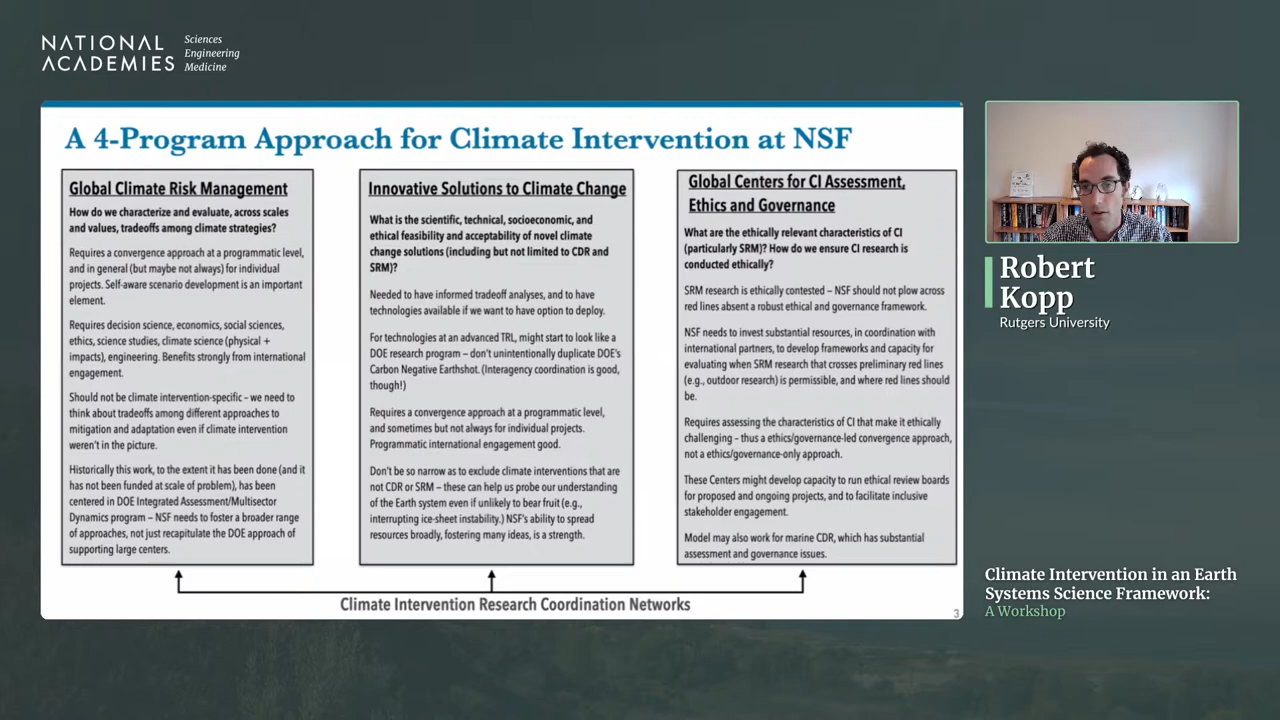 NATIONAL
ACADEMIES
Sciences
Engineering
Medicine
A 4-Program Approach for Climate Intervention at NSF
Global Climate Risk Management
How do we characterize and evaluate, across scales
and values, tradeoffs among climate strategies?
Requires a convergence approach at a programmatic level,
and in general (but maybe not always) for individual
projects. Self-aware scenario development is an important
element.
Requires decision science, economics, social sciences,
ethics, science studies, climate science (physical +
impacts), engineering. Benefits strongly from international
engagement.
Should not be climate intervention-specific – we need to
think about tradeoffs among different approaches to
mitigation and adaptation even if climate intervention
weren't in the picture.
Historically this work, to the extent it has been done (and it
has not been funded at scale of problem), has been
centered in DOE Integrated Assessment/Multisector
Dynamics program – NSF needs to foster a broader range
of approaches, not just recapitulate the DOE approach of
supporting large centers.
Innovative Solutions to Climate Change
What is the scientific, technical, socioeconomic, and
ethical feasibility and acceptability of novel climate
change solutions (including but not limited to CDR and
SRM)?
Needed to have informed tradeoff analyses, and to have
technologies available if we want to have option to deploy.
For technologies at an advanced TRL, might start to look like a
DOE research program – don't unintentionally duplicate DOE's
Carbon Negative Earthshot. (Interagency coordination is good,
though!)
Requires a convergence approach at a programmatic level,
and sometimes but not always for individual projects.
Programmatic international engagement good.
Don't be so narrow as to exclude climate interventions that are
not CDR or SRM – these can help us probe our understanding
of the Earth system even if unlikely to bear fruit (e.g.,
interrupting ice-sheet instability.) NSF's ability to spread
resources broadly, fostering many ideas, is a strength.
Global Centers for CI Assessment,
Ethics and Governance
What are the ethically relevant characteristics of CI
(particularly SRM)? How do we ensure CI research is
conducted ethically?
SRM research is ethically contested – NSF should not plow across
red lines absent a robust ethical and governance framework.
NSF needs to invest substantial resources, in coordination with
international partners, to develop frameworks and capacity for
evaluating when SRM research that crosses preliminary red lines
(e.g., outdoor research) is permissible, and where red lines should
be.
Requires assessing the characteristics of CI that make it ethically
challenging – thus a ethics/governance-led convergence approach,
not a ethics/governance-only approach.
These Centers might develop capacity to run ethical review boards
for proposed and ongoing projects, and to facilitate inclusive
stakeholder engagement.
Model may also work for marine CDR, which has substantial
assessment and governance issues.
Climate Intervention Research Coordination Networks
3
Robert
Kopp
Rutgers University
Climate Intervention in an Earth
Systems Science Framework:
A Workshop